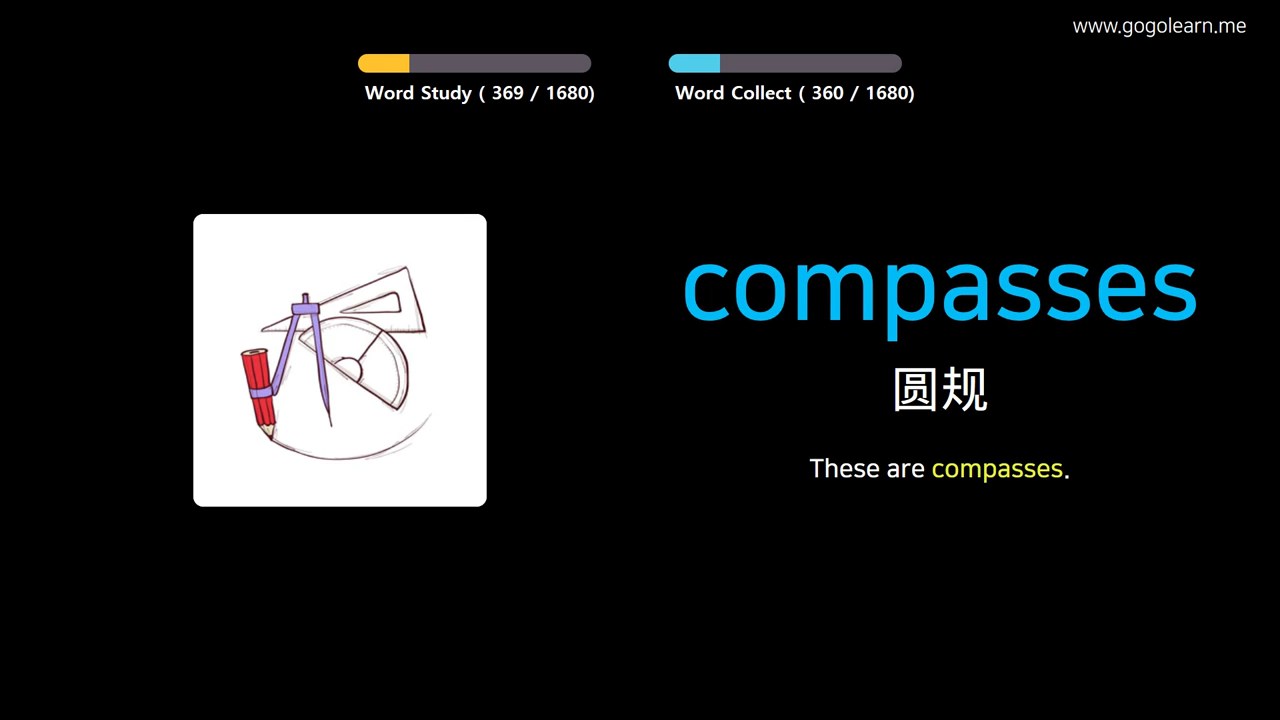 www.gogolearn.me
Word Study ( 369 / 1680)
Word Collect ( 360 / 1680)
compasses
圆规
These are compasses.